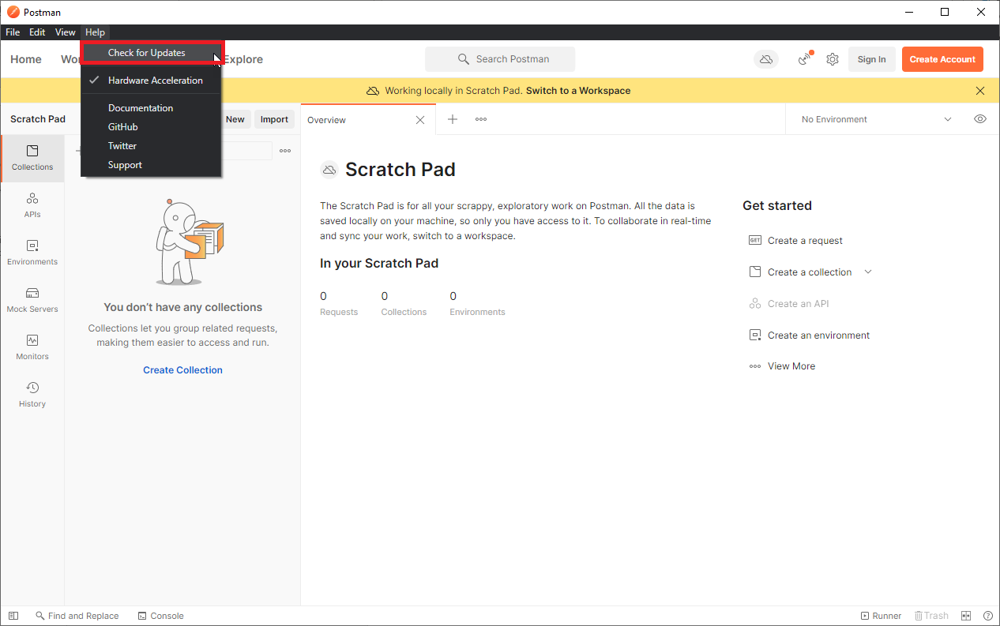 Postman
File Edit View Help
Home Wor Explore Search Postman Sign In Create Account
Check for Updates
Hardware Acceleration
Documentation
GitHub
Twitter
Support
Working locally in Scratch Pad. Switch to a Workspace
Scratch Pad New Import
Overview No Environment
Collections
APIs
Environments
Mock Servers
Monitors
History
You don’t have any collections
Collections let you group related requests,
making them easier to access and run.
Create Collection
Scratch Pad
The Scratch Pad is for all your scrappy, exploratory work on Postman. All the data is
saved locally on your machine, so only you have access to it. To collaborate in real-time
and sync your work, switch to a workspace.
In your Scratch Pad
0 0 0
Requests Collections Environments
Get started
GET Create a request
Create a collection
Create an API
Create an environment
View More
Find and Replace Console Runner Trash